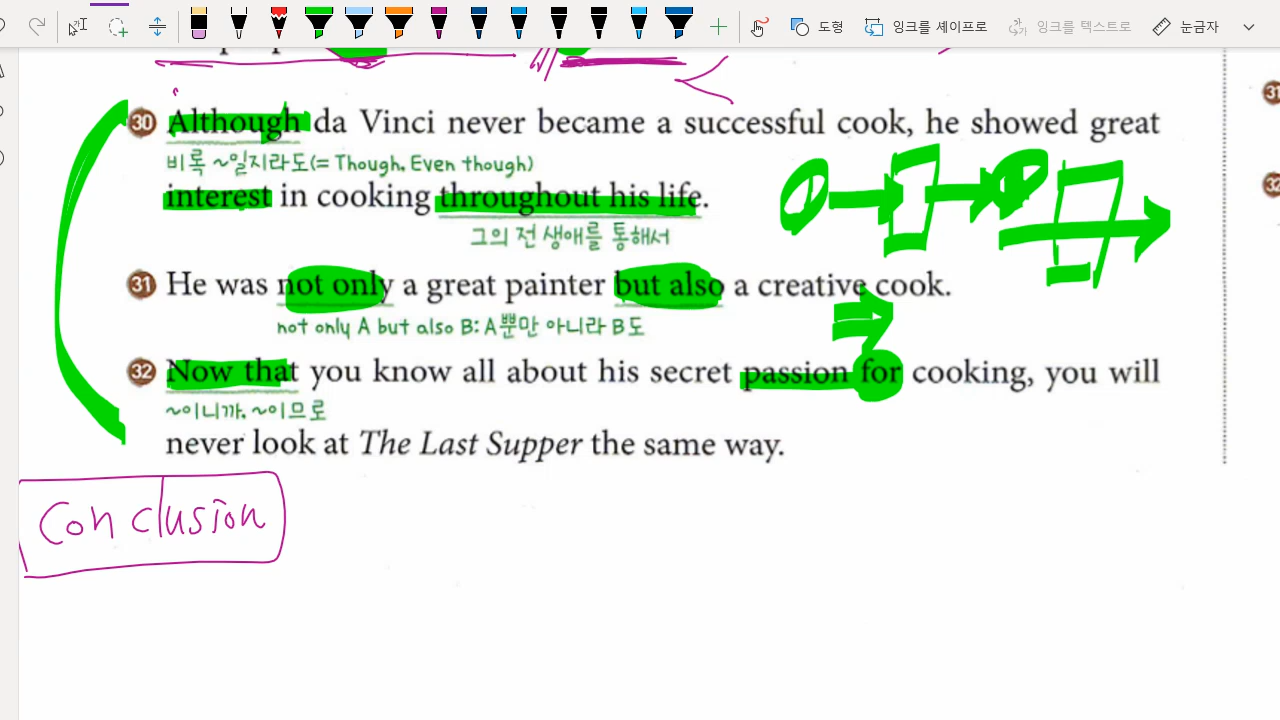 도형
잉크를 셰이프로
잉크를 텍스트로
눈금자
30 Although da Vinci never became a successful cook, he showed great
비록 ~일지라도(= Though, Even though)
interest in cooking throughout his life.
그의 전 생애를 통해서
31 He was not only a great painter but also a creative cook.
not only A but also B: A뿐만 아니라 B도
32 Now that you know all about his secret passion for cooking, you will
~이니까, ~이므로
never look at The Last Supper the same way.
Conclusion